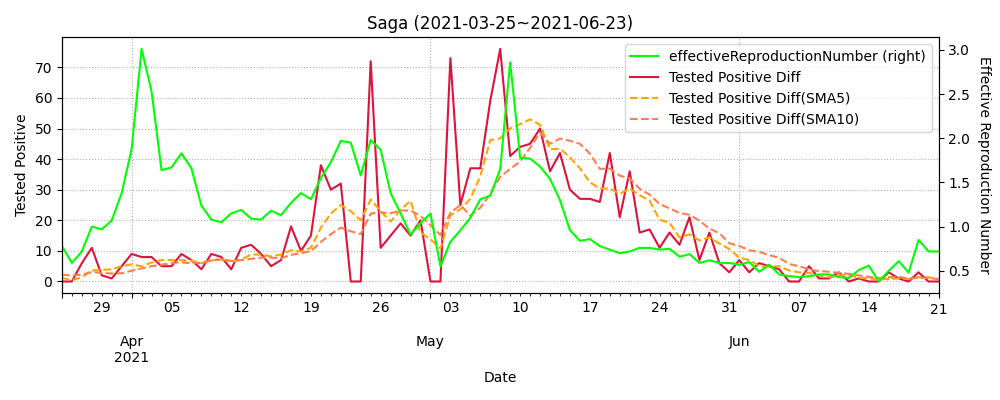 Saga (2021-03-25~2021-06-23)
effectiveReproductionNumber (right)
Tested Positive Diff
Tested Positive Diff(SMA5)
Tested Positive Diff(SMA10)
Tested Positive
70
60
50
40
30
20
10
0
3.0
2.5
2.0
1.5
1.0
0.5
Effective Reproduction Number
29 05 12 19 26 03 10 17 24 31 07 14 21
Apr May Jun
2021
Date